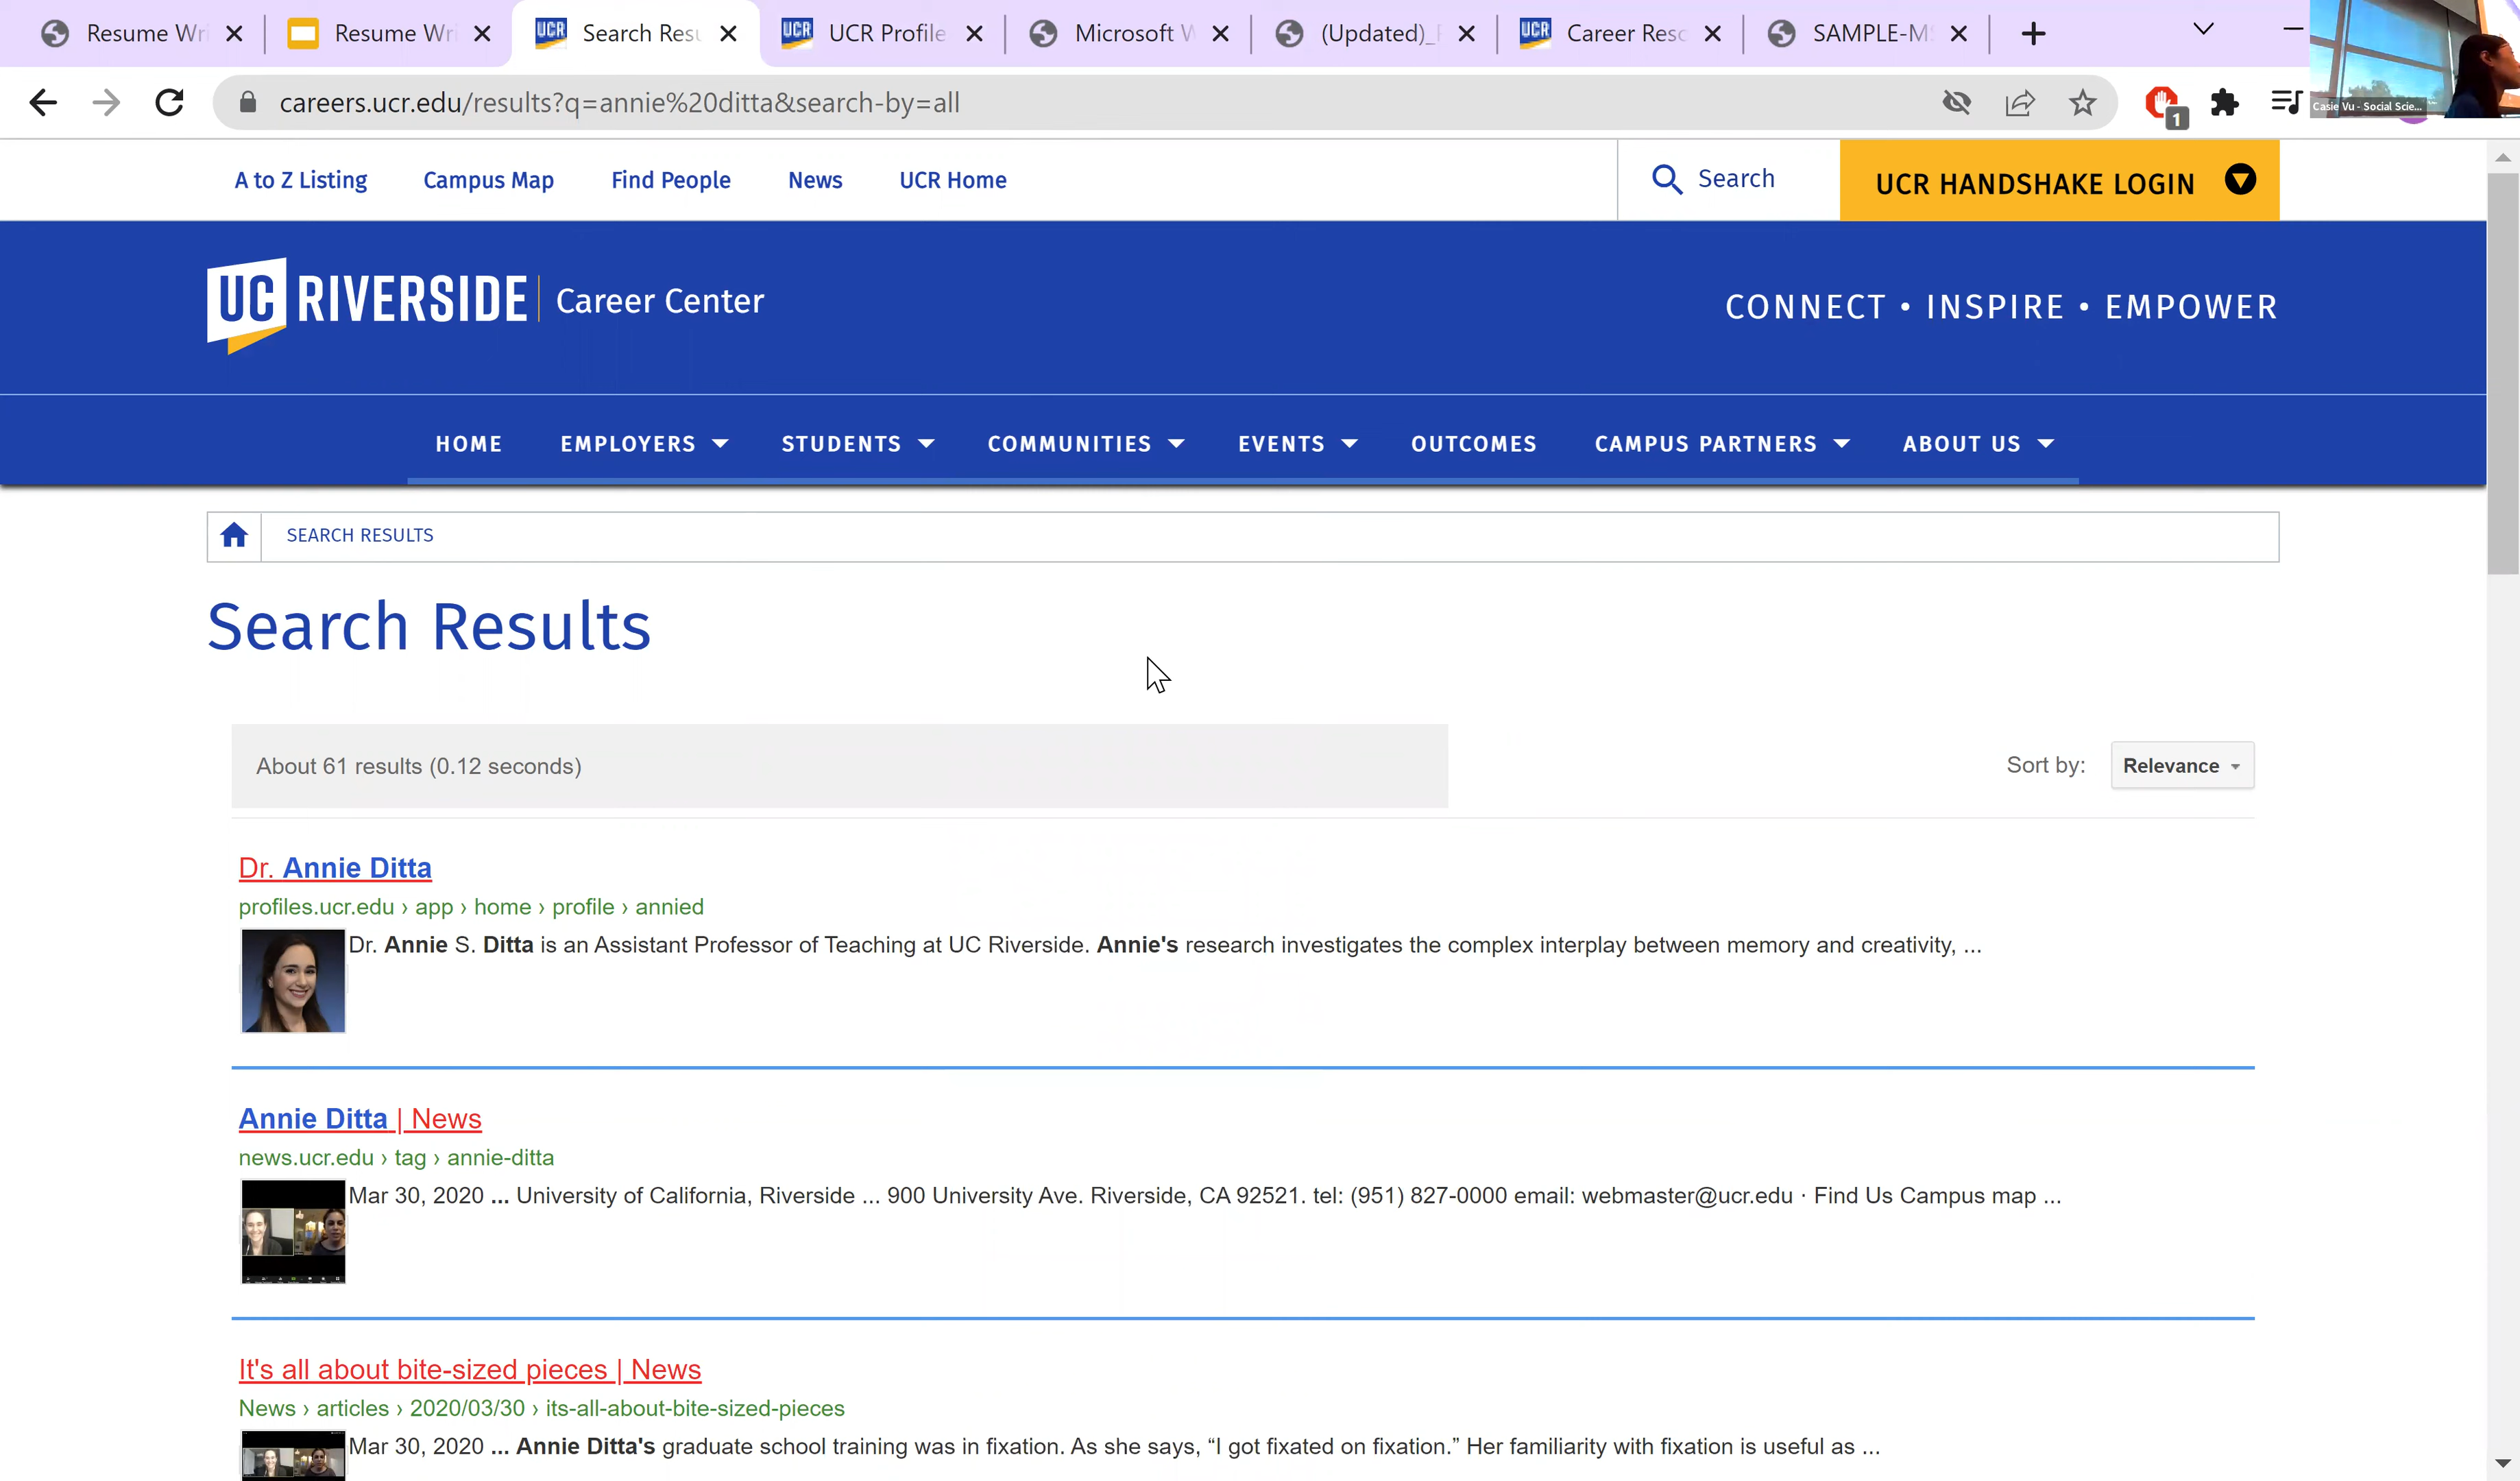 Resume Wri
Resume Wri
Search Resu
UCR Profile
Microsoft W
(Updated)_
Career Reso
SAMPLE-MS
careers.ucr.edu/results?q=annie%20ditta&search-by=all
1
Casie Vu - Social Scie...
A to Z Listing
Campus Map
Find People
News
UCR Home
Search
UCR HANDSHAKE LOGIN
UC RIVERSIDE Career Center
CONNECT • INSPIRE • EMPOWER
HOME
EMPLOYERS
STUDENTS
COMMUNITIES
EVENTS
OUTCOMES
CAMPUS PARTNERS
ABOUT US
SEARCH RESULTS
Search Results
About 61 results (0.12 seconds)
Sort by:
Relevance
Dr. Annie Ditta
profiles.ucr.edu › app › home › profile › annied
Dr. Annie S. Ditta is an Assistant Professor of Teaching at UC Riverside. Annie's research investigates the complex interplay between memory and creativity, ...
Annie Ditta | News
news.ucr.edu › tag › annie-ditta
Mar 30, 2020 ... University of California, Riverside ... 900 University Ave. Riverside, CA 92521. tel: (951) 827-0000 email: webmaster@ucr.edu · Find Us Campus map ...
It's all about bite-sized pieces | News
News › articles › 2020/03/30 › its-all-about-bite-sized-pieces
Mar 30, 2020 ... Annie Ditta's graduate school training was in fixation. As she says, “I got fixated on fixation.” Her familiarity with fixation is useful as ...